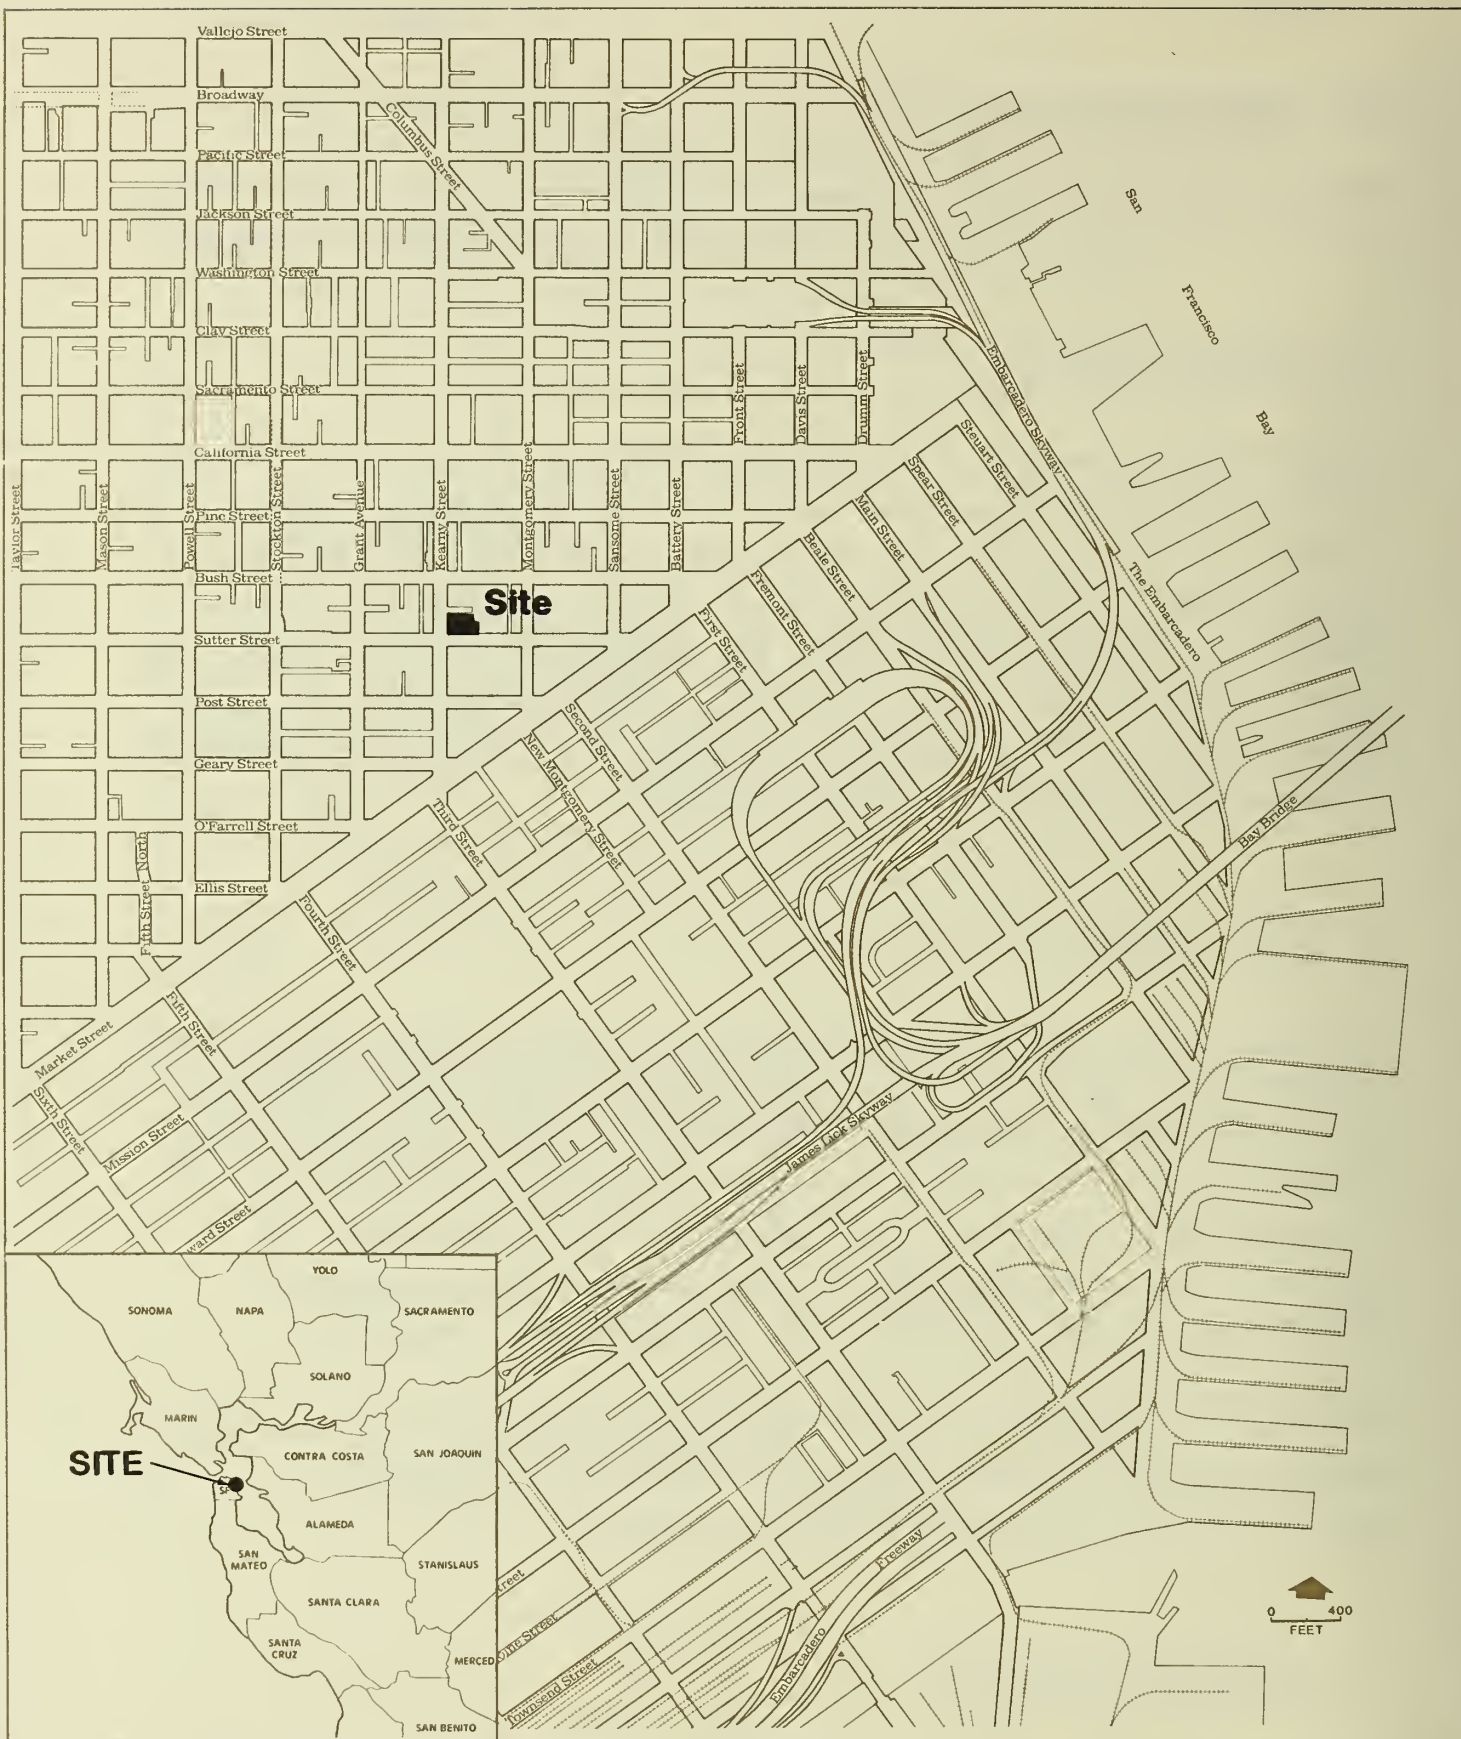 Vallejo Street
Broadway
Columbus Street
Pacific Street
Jackson Street
Washington Street
Clay Street
Sacramento Street
California Street
Pine Street
Bush Street
Sutter Street
Post Street
Geary Street
O'Farrell Street
Ellis Street
Taylor Street
Mason Street
Powell Street
Stockton Street
Grant Avenue
Kearny Street
Montgomery Street
Sansome Street
Battery Street
Front Street
Davis Street
Drumm Street
Site
San
Francisco
Bay
Embarcadero Skyway
The Embarcadero
Steuart Street
Spear Street
Main Street
Beale Street
Fremont Street
First Street
Second Street
New Montgomery Street
Third Street
Fourth Street
Fifth Street North
Fifth Street
Sixth Street
Market Street
Mission Street
ward Street
Bay Bridge
James Lick Skyway
Embarcadero Freeway
Townsend Street
treet
YOLO
SONOMA
NAPA
SACRAMENTO
SOLANO
MARIN
CONTRA COSTA
SAN JOAQUIN
SITE
ALAMEDA
SAN
MATEO
STANISLAUS
SANTA CLARA
SANTA
CRUZ
MERCED
SAN BENITO
0 400
FEET